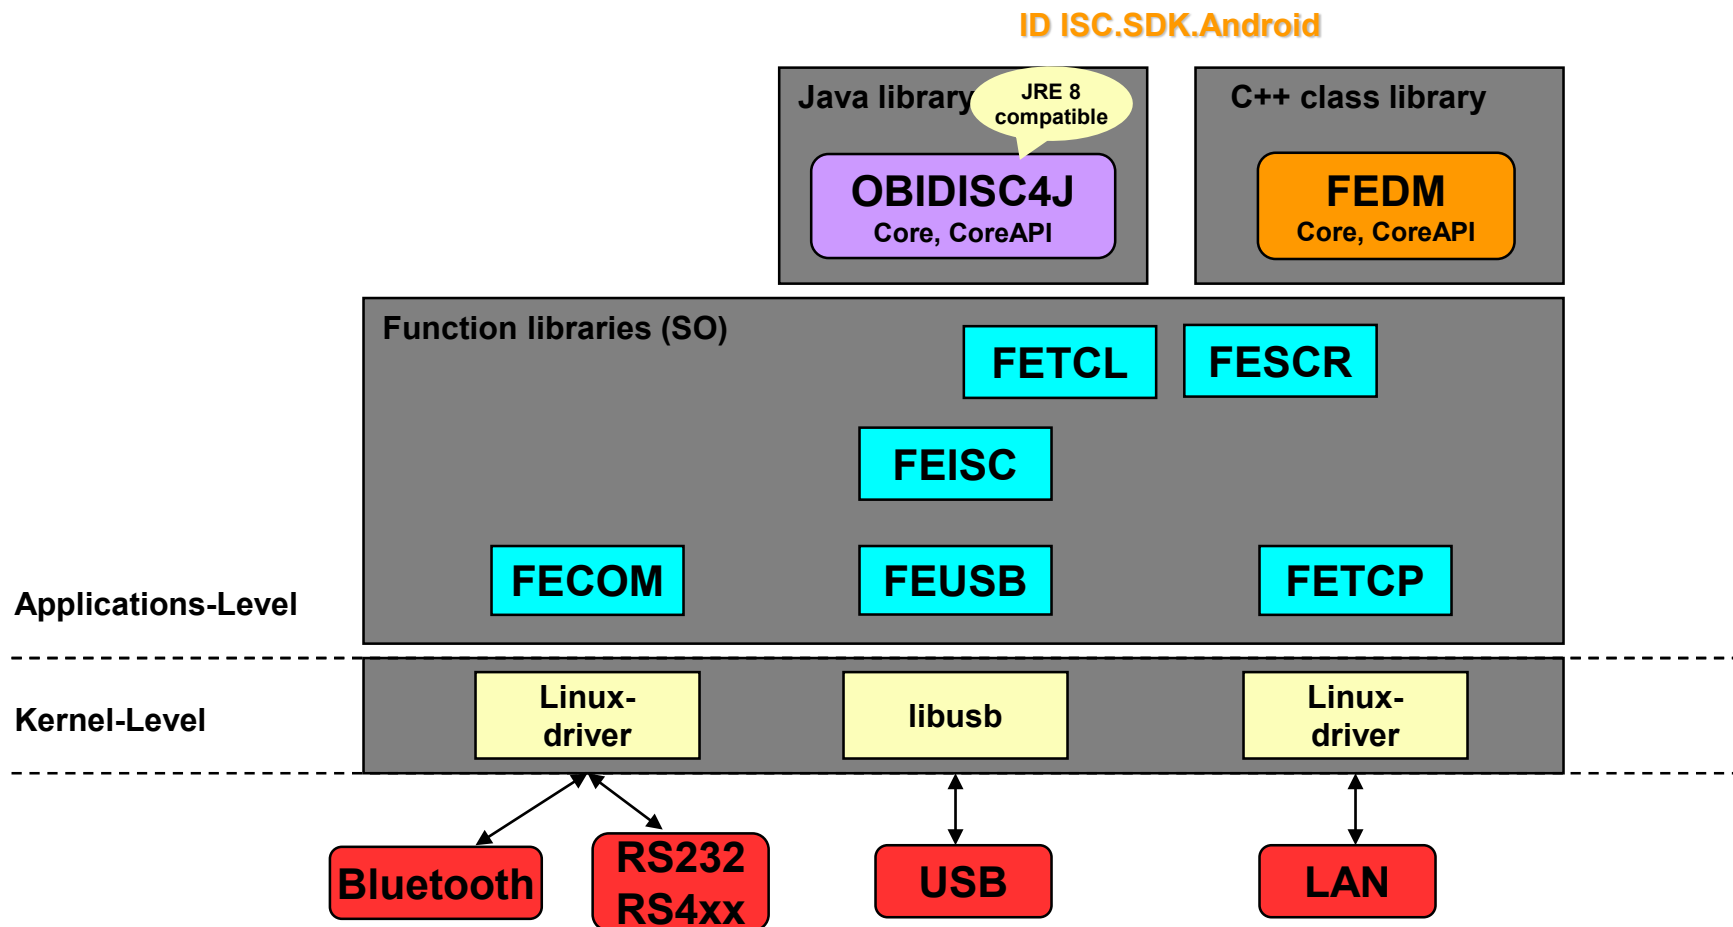 ID ISC.SDK.Android
Java library
JRE 8
compatible
C++ class library
OBIDISC4J
Core, CoreAPI
FEDM
Core, CoreAPI
Function libraries (SO)
FETCL
FESCR
FEISC
FECOM
FEUSB
FETCP
Applications-Level
Kernel-Level
Linux-
driver
libusb
Linux-
driver
Bluetooth
RS232
RS4xx
USB
LAN